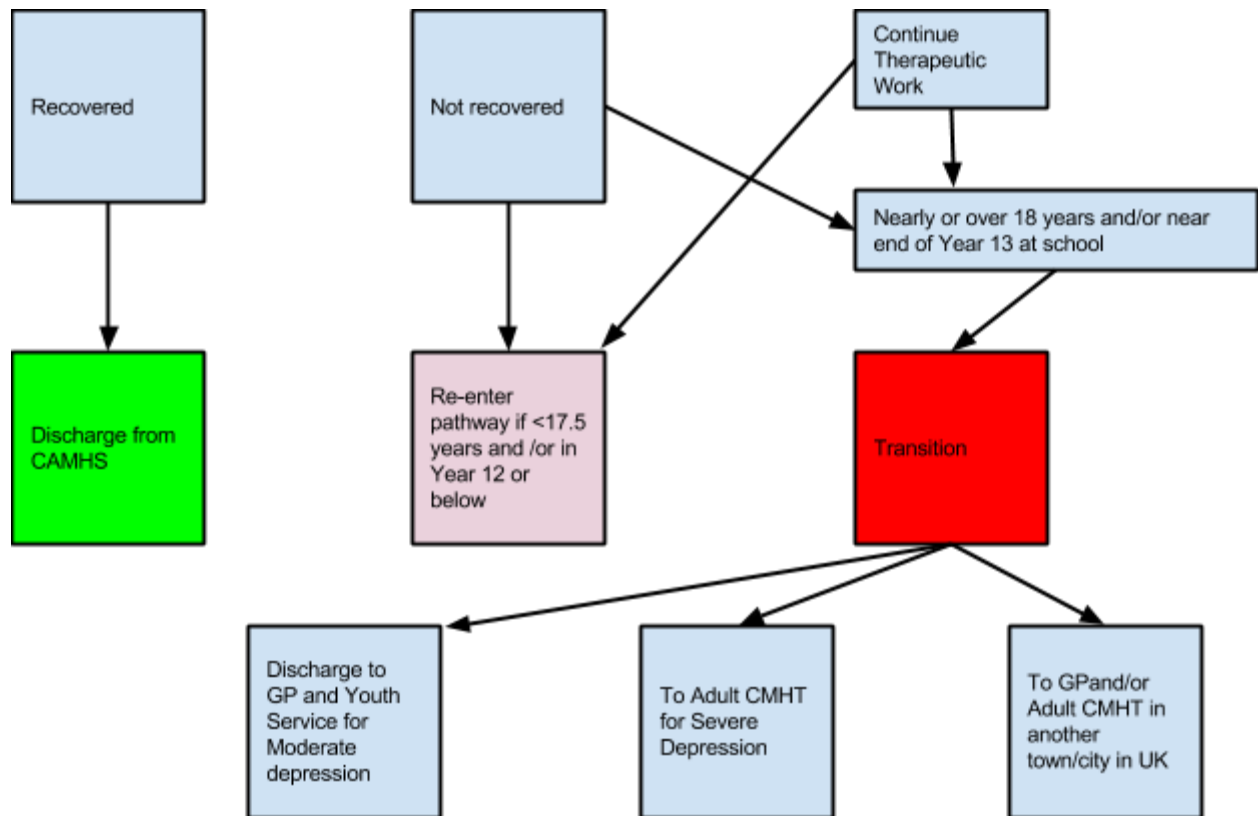 Recovered
Not recovered
Continue
Therapeutic
Work
Nearly or over 18 years and/or near
end of Year 13 at school
Discharge from
CAMHS
Re-enter
pathway if <17.5
years and /or in
Year 12 or
below
Transition
Discharge to
GP and Youth
Service for
Moderate
depression
To Adult CMHT
for Severe
Depression
To GPand/or
Adult CMHT in
another
town/city in UK